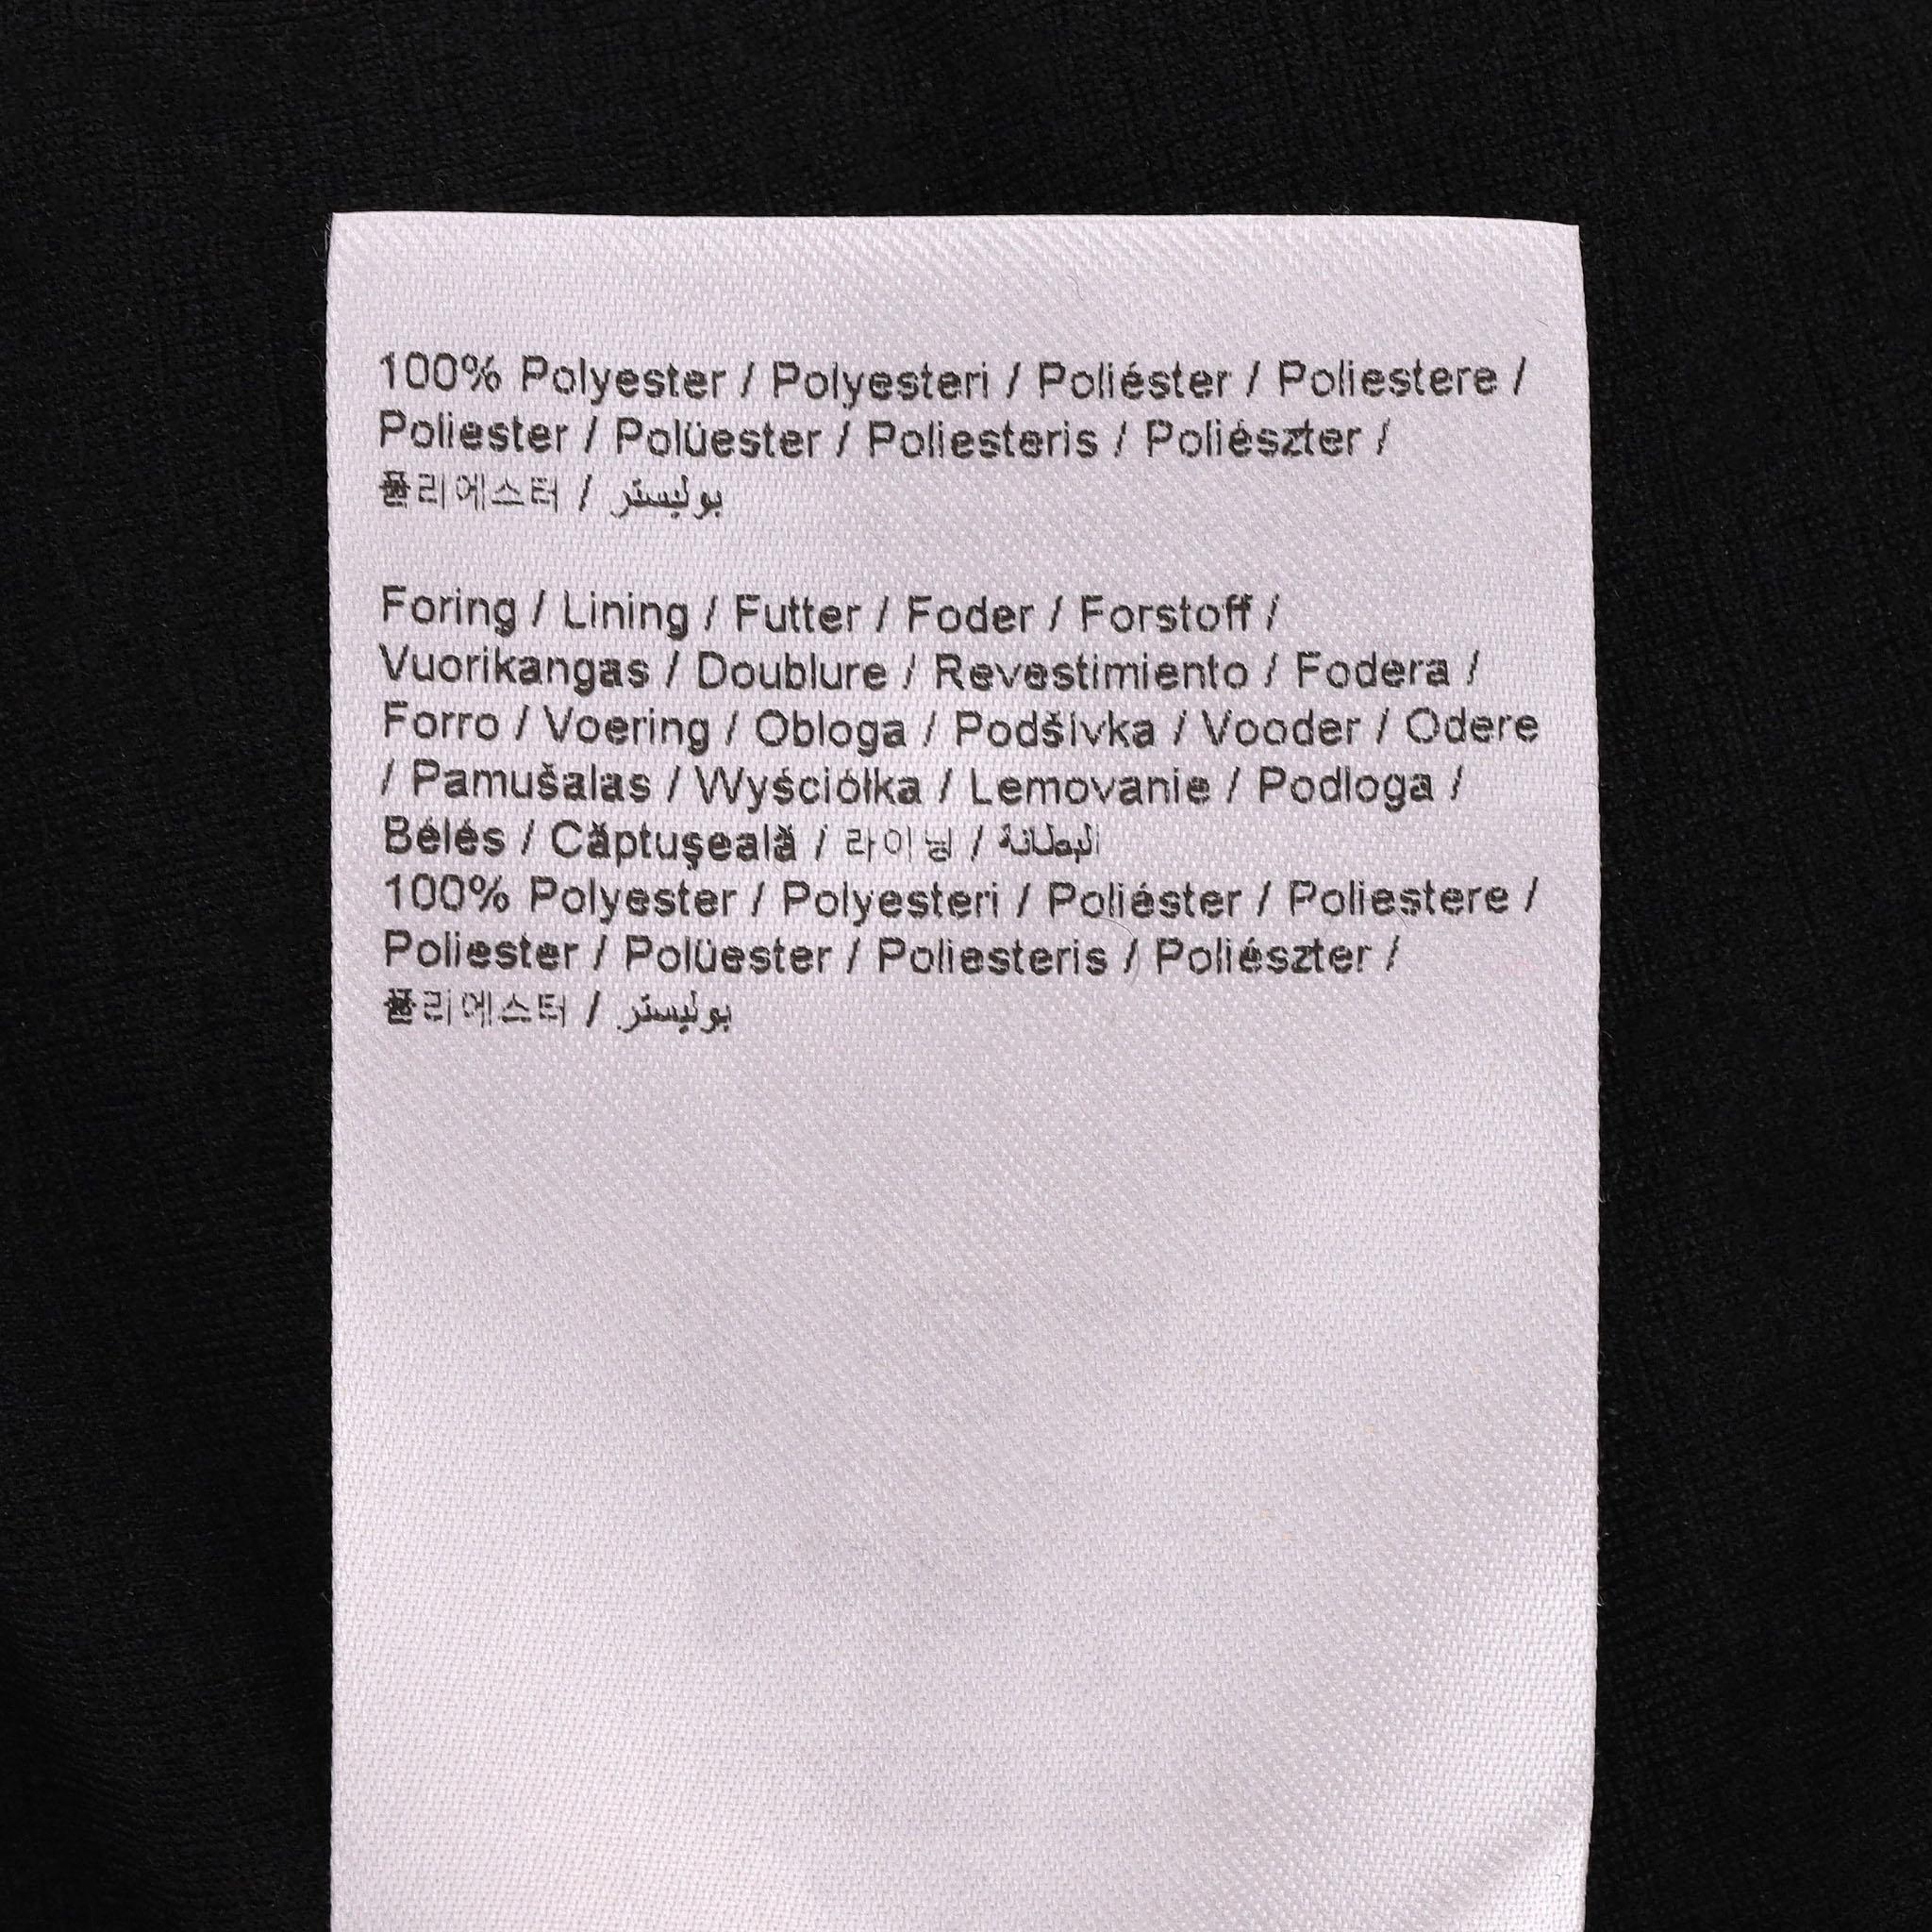 100% Polyester / Polyesteri / Poliéster / Poliestere /
Poliester / Polüester / Poliesteris / Poliészter /
폴리에스터 / بوليستر
Foring / Lining / Futter / Foder / Forstoff /
Vuorikangas / Doublure / Revestimiento / Fodera /
Forro / Voering / Obloga / Podšívka / Vooder / Odere
/ Pamušalas / Wyściółka / Lemovanie / Podloga /
Bélés / Căptuşeală / 라이닝 / البطانة
100% Polyester / Polyesteri / Poliéster / Poliestere /
Poliester / Polüester / Poliesteris / Poliészter /
폴리에스터 / بوليستر